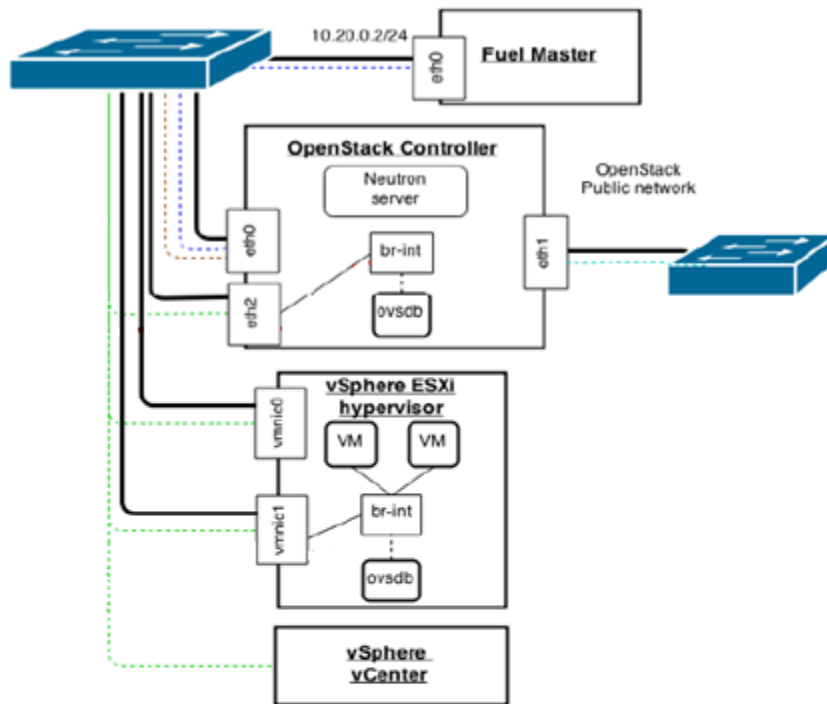 10.20.0.2/24
eth0
Fuel Master
OpenStack Controller
Neutron
server
eth0
br-int
eth2
ovsdb
eth1
OpenStack
Public network
vSphere ESXi
hypervisor
vmnic0
VM
VM
vmnic1
br-int
ovsdb
vSphere
vCenter